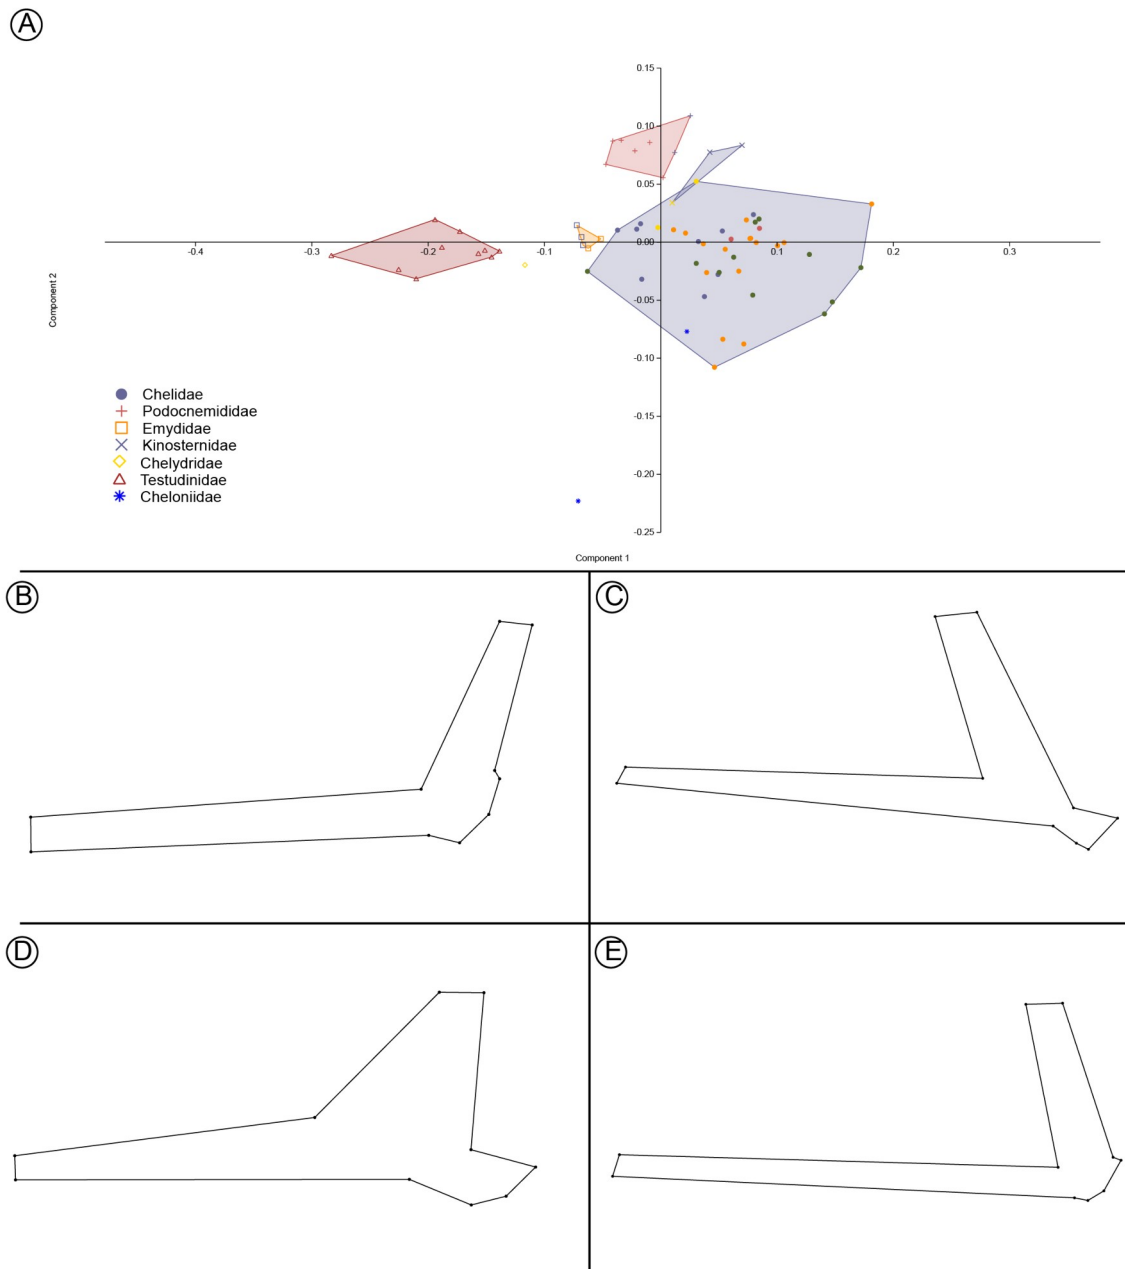 A
0.15
0.10
0.05
-0.4
-0.3
-0.2
-0.1
0.00
0.1
0.2
0.3
-0.05
-0.10
-0.15
-0.20
-0.25
Component 2
Component 1
Chelidae
Podocnemididae
Emydidae
Kinosternidae
Chelydridae
Testudinidae
Cheloniidae
B
C
D
E